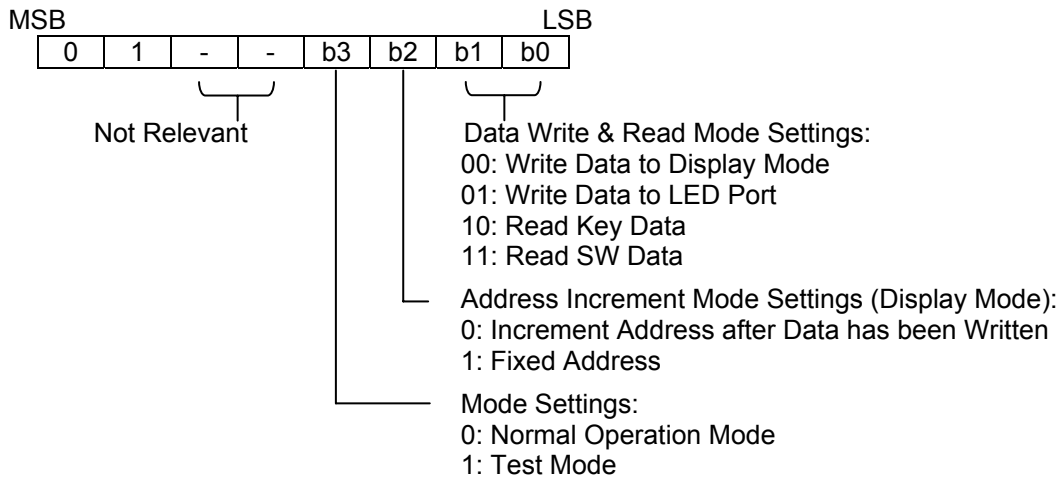 MSB LSB
0 1 - - b3 b2 b1 b0
Not Relevant
Data Write & Read Mode Settings:
00: Write Data to Display Mode
01: Write Data to LED Port
10: Read Key Data
11: Read SW Data
Address Increment Mode Settings (Display Mode):
0: Increment Address after Data has been Written
1: Fixed Address
Mode Settings:
0: Normal Operation Mode
1: Test Mode